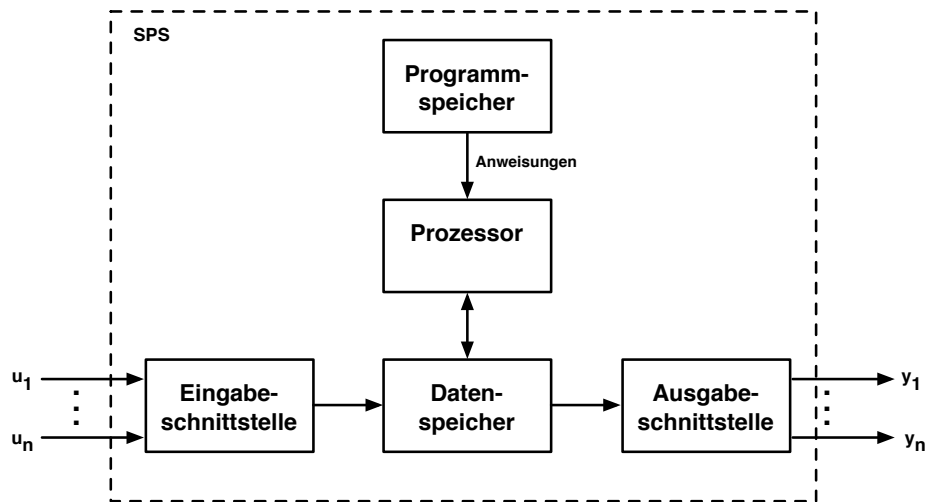 SPS
Programm-
speicher
Anweisungen
Prozessor
Eingabe-
schnittstelle
Daten-
speicher
Ausgabe-
schnittstelle
u1
un
y1
yn